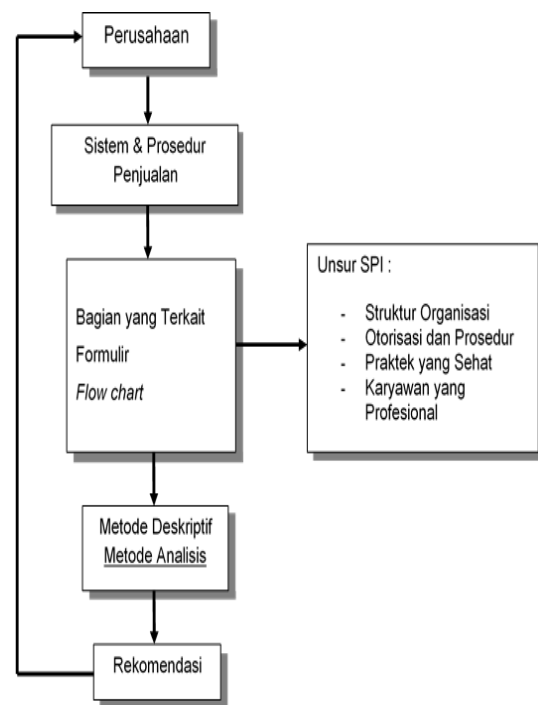 Perusahaan
Sistem & Prosedur
Penjualan
Bagian yang Terkait
Formulir
Flow chart
Unsur SPI :
- Struktur Organisasi
- Otorisasi dan Prosedur
- Praktek yang Sehat
- Karyawan yang
Profesional
Metode Deskriptif
Metode Analisis
Rekomendasi